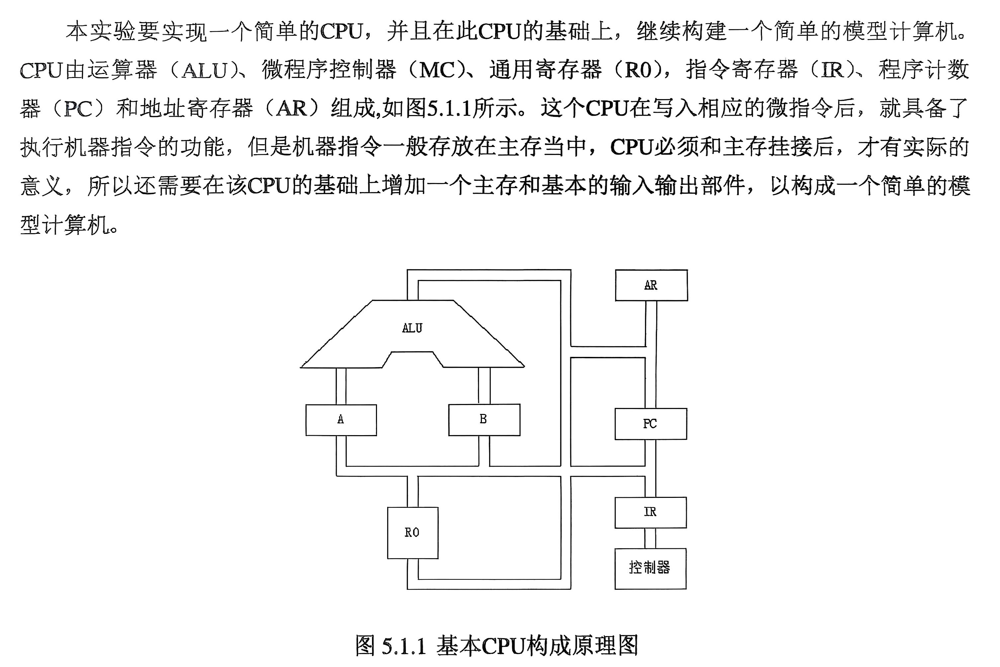 本实验要实现一个简单的CPU，并且在此CPU的基础上，继续构建一个简单的模型计算机。
CPU由运算器（ALU）、微程序控制器（MC）、通用寄存器（R0），指令寄存器（IR）、程序计数
器（PC）和地址寄存器（AR）组成,如图5.1.1所示。这个CPU在写入相应的微指令后，就具备了
执行机器指令的功能，但是机器指令一般存放在主存当中，CPU必须和主存挂接后，才有实际的
意义，所以还需要在该CPU的基础上增加一个主存和基本的输入输出部件，以构成一个简单的模
型计算机。
AR
ALU
A
B
PC
IR
R0
控制器
图 5.1.1 基本CPU构成原理图